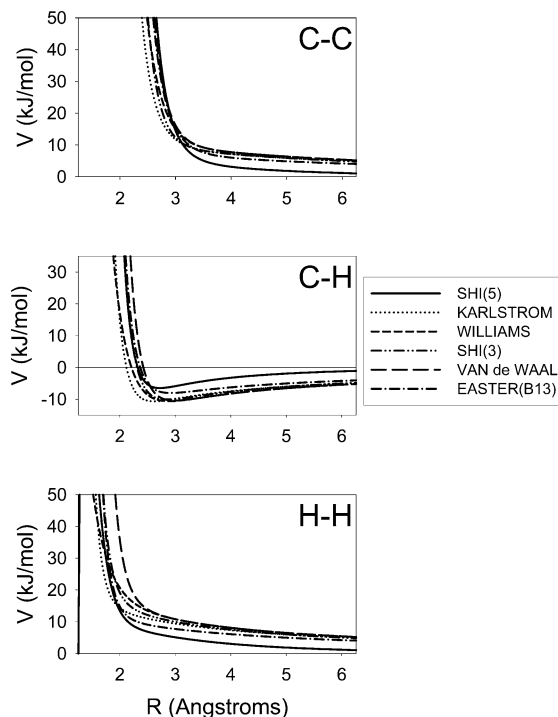 50
40
30
20
10
0
V (kJ/mol)
C-C
2 3 4 5 6
30
20
10
0
-10
V (kJ/mol)
C-H
2 3 4 5 6
SHI(5)
KARLSTROM
WILLIAMS
SHI(3)
VAN de WAAL
EASTER(B13)
50
40
30
20
10
0
V (kJ/mol)
H-H
2 3 4 5 6
R (Angstroms)